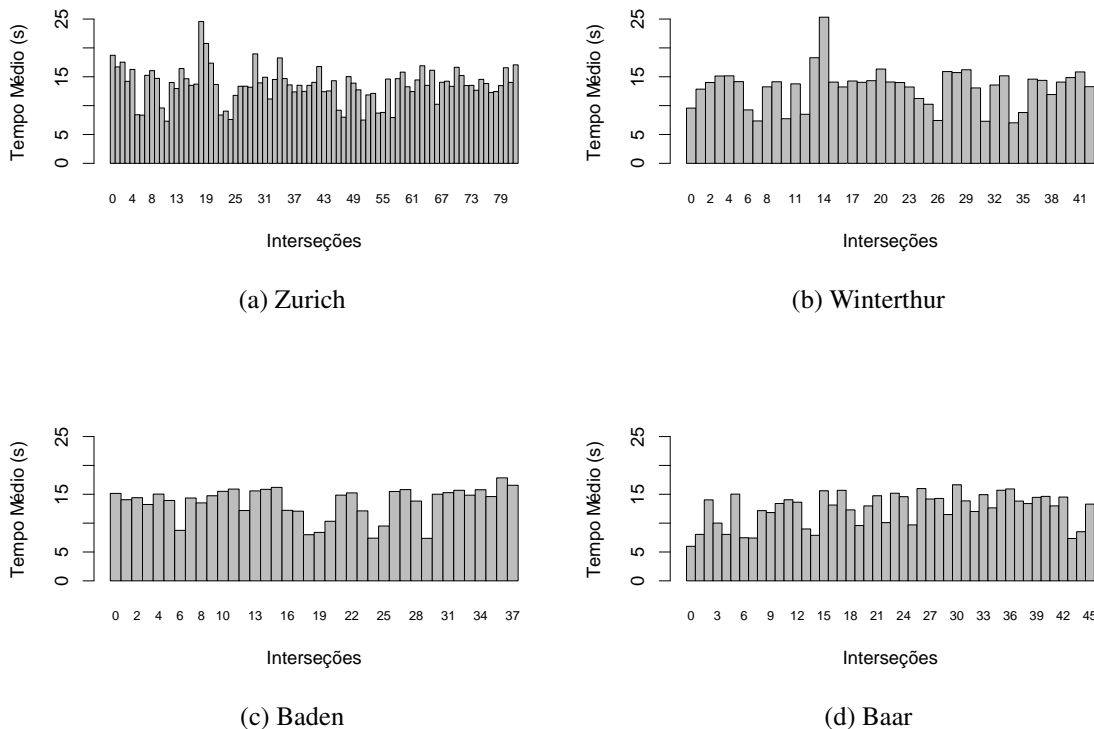 Tempo Médio (s)
0 5 15 25
0 4 8 13 19 25 31 37 43 49 55 61 67 73 79
Interseções
(a) Zurich
Tempo Médio (s)
0 5 15 25
0 2 4 6 8 11 14 17 20 23 26 29 32 35 38 41
Interseções
(b) Winterthur
Tempo Médio (s)
0 5 15 25
0 2 4 6 8 10 13 16 19 22 25 28 31 34 37
Interseções
(c) Baden
Tempo Médio (s)
0 5 15 25
0 3 6 9 12 15 18 21 24 27 30 33 36 39 42 45
Interseções
(d) Baar